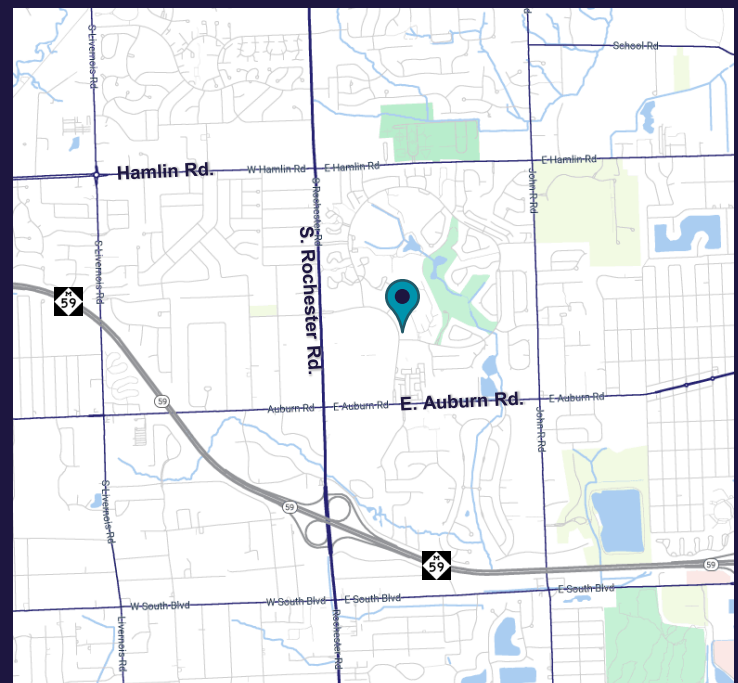 S Livernois Rd
School Rd
Hamlin Rd.
W Hamlin Rd
E Hamlin Rd
E Hamlin Rd
S Rochester Rd
John R Rd
S. Rochester Rd.
S Livernois Rd
M
59
59
Auburn Rd
E Auburn Rd
E. Auburn Rd.
E Auburn Rd
John R Rd
S Livernois Rd
59
M
59
59
W South Blvd
W South Blvd
E South Blvd
E South Blvd
Livernois Rd
Rochester Rd